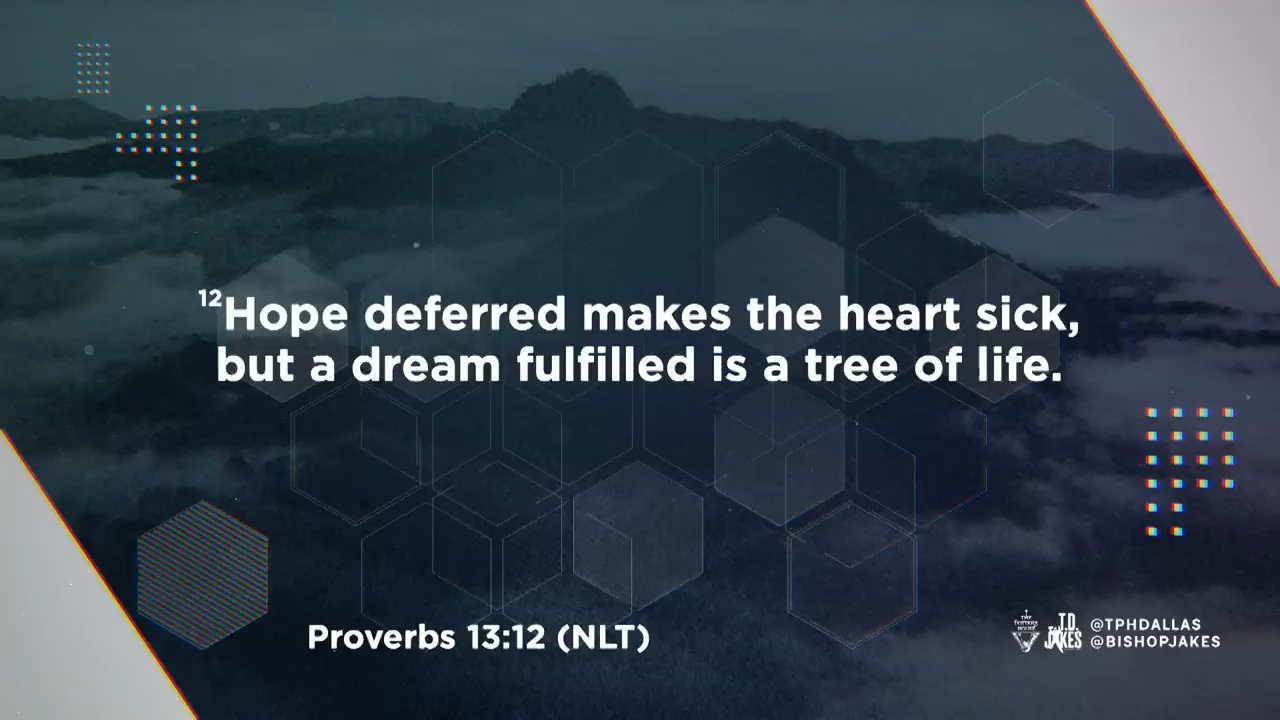 12Hope deferred makes the heart sick,
but a dream fulfilled is a tree of life.
Proverbs 13:12 (NLT)
T.D.
JAKES
@TPHDALLAS
@BISHOPJAKES